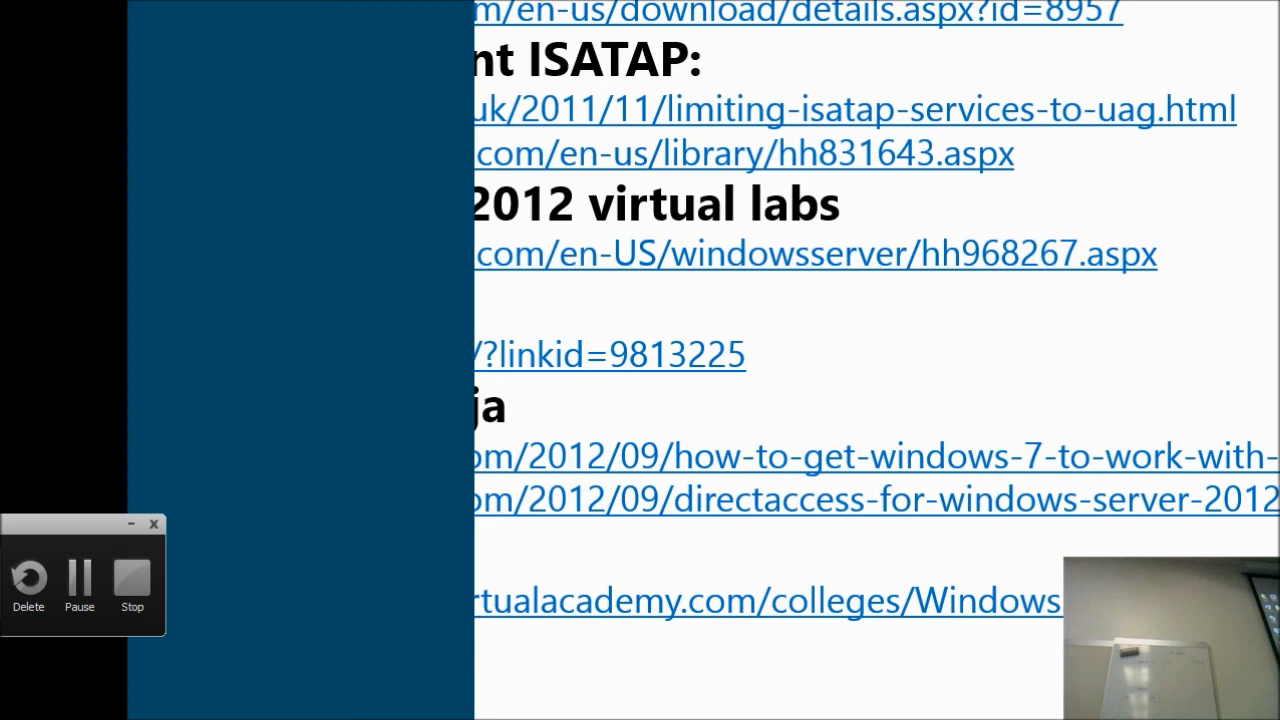 m/en-us/download/details.aspx?id=8957
nt ISATAP:
uk/2011/11/limiting-isatap-services-to-uag.html
com/en-us/library/hh831643.aspx
2012 virtual labs
com/en-US/windowsserver/hh968267.aspx
/?linkid=9813225
ja
om/2012/09/how-to-get-windows-7-to-work-with-
om/2012/09/directaccess-for-windows-server-2012
rtualacademy.com/colleges/Windows
Delete Pause Stop